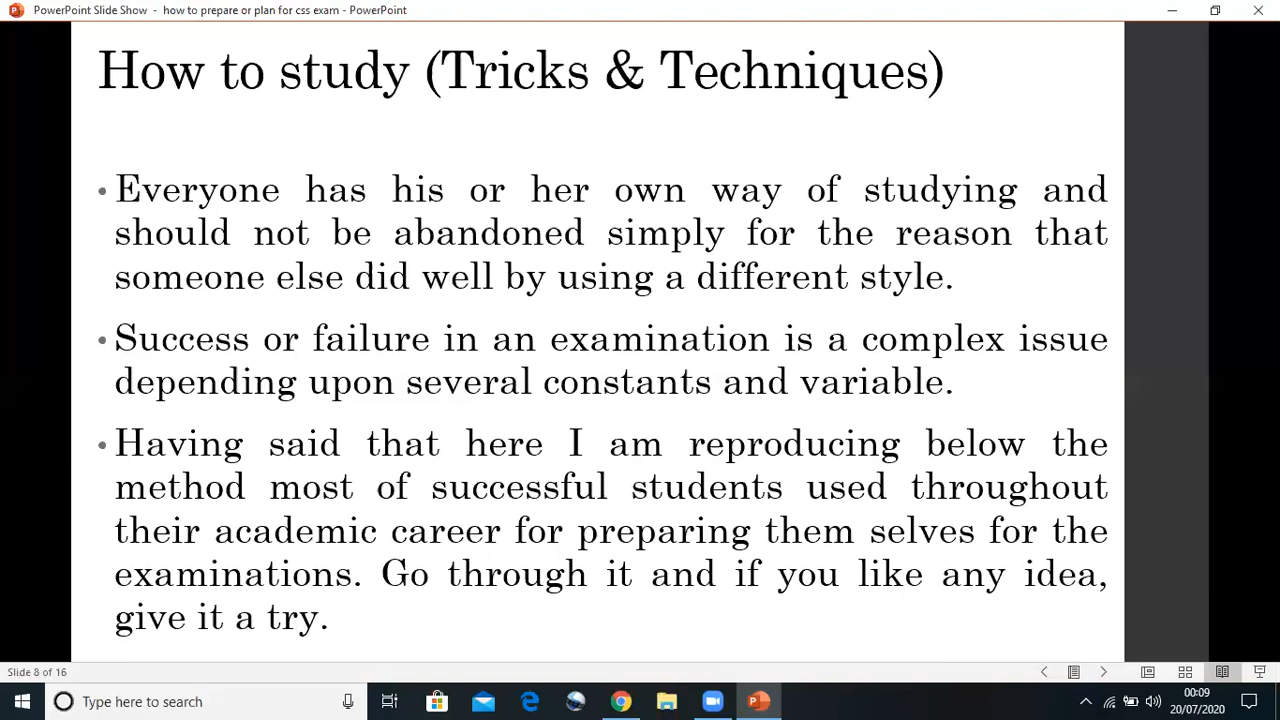 PowerPoint Slide Show - how to prepare or plan for css exam - PowerPoint
How to study (Tricks & Techniques)
• Everyone has his or her own way of studying and
should not be abandoned simply for the reason that
someone else did well by using a different style.
• Success or failure in an examination is a complex issue
depending upon several constants and variable.
• Having said that here I am reproducing below the
method most of successful students used throughout
their academic career for preparing them selves for the
examinations. Go through it and if you like any idea,
give it a try.
Slide 8 of 16
Type here to search
00:09
20/07/2020